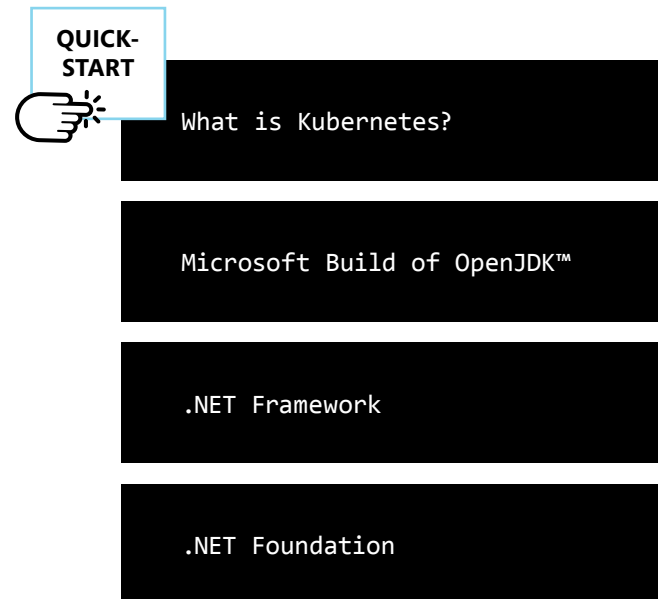 QUICK-
START
What is Kubernetes?
Microsoft Build of OpenJDK™
.NET Framework
.NET Foundation